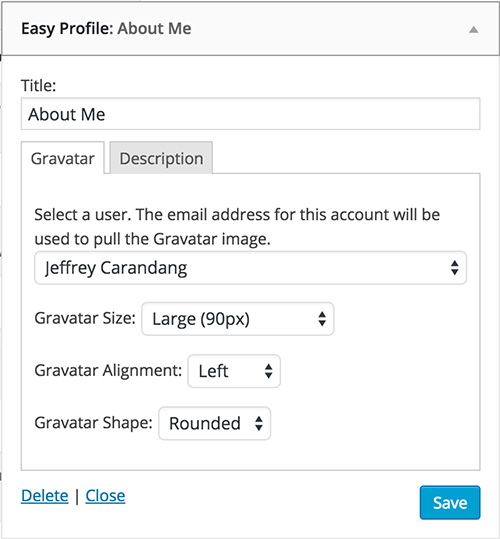 Easy Profile: About Me
Title:
About Me
Gravatar Description
Select a user. The email address for this account will be
used to pull the Gravatar image.
Jeffrey Carandang
Gravatar Size: Large (90px)
Gravatar Alignment: Left
Gravatar Shape: Rounded
Delete | Close Save